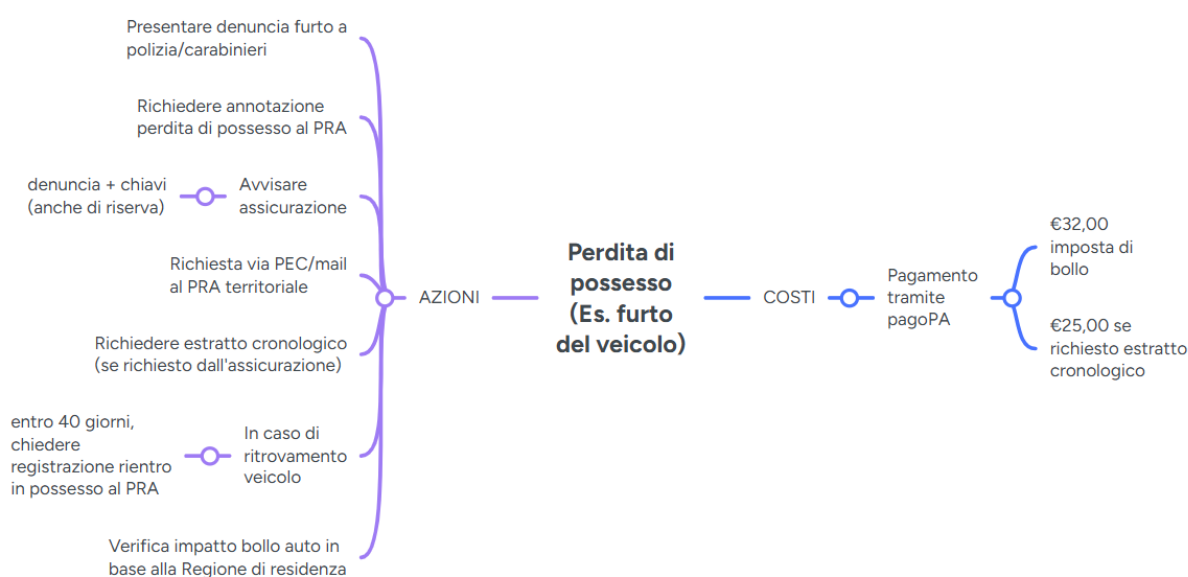 Perdita di
possesso
(Es. furto
del veicolo)
AZIONI
Presentare denuncia furto a
polizia/carabinieri
Richiedere annotazione
perdita di possesso al PRA
Avvisare
assicurazione
denuncia + chiavi
(anche di riserva)
Richiesta via PEC/mail
al PRA territoriale
Richiedere estratto cronologico
(se richiesto dall'assicurazione)
In caso di
ritrovamento
veicolo
entro 40 giorni,
chiedere
registrazione rientro
in possesso al PRA
Verifica impatto bollo auto in
base alla Regione di residenza
COSTI
Pagamento
tramite
pagoPA
€32,00
imposta di
bollo
€25,00 se
richiesto estratto
cronologico